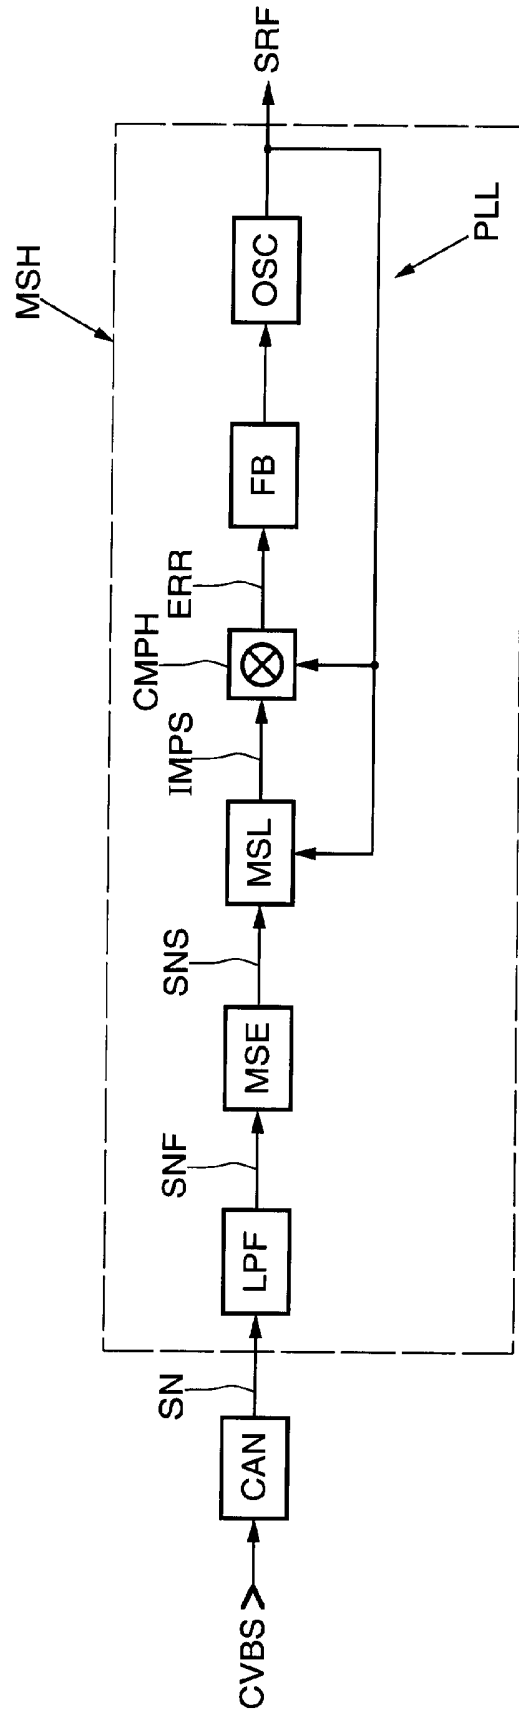 MSH
CVBS
CAN
SN
LPF
SNF
MSE
SNS
MSL
IMPS
CMPH
ERR
FB
OSC
SRF
PLL